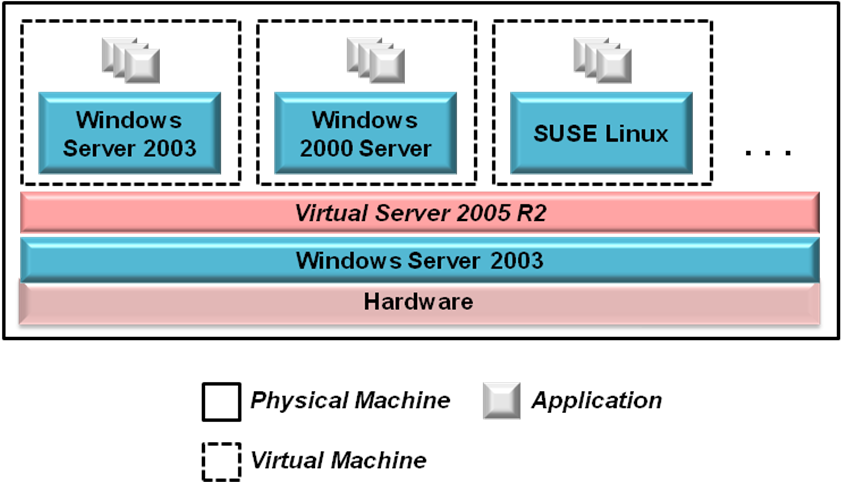 Windows
Server 2003
Windows
2000 Server
SUSE Linux
. . .
Virtual Server 2005 R2
Windows Server 2003
Hardware
Physical Machine
Application
Virtual Machine